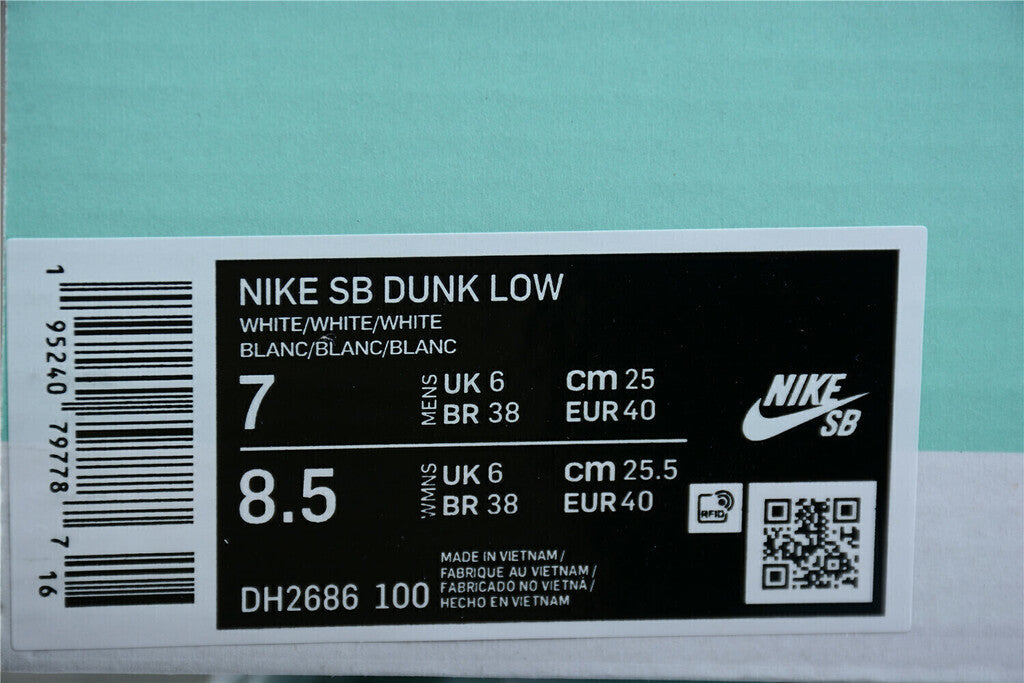 NIKE SB DUNK LOW
WHITE/WHITE/WHITE
BLANC/BLANC/BLANC
7
MENS
UK 6
cm 25
BR 38
EUR 40
8.5
WMNS
UK 6
cm 25.5
BR 38
EUR 40
DH2686 100
MADE IN VIETNAM /
FABRIQUE AU VIETNAM /
FABRICADO NO VIETNÃ /
HECHO EN VIETNAM
NIKE
SB
RFID
1 95240 79778 7 16